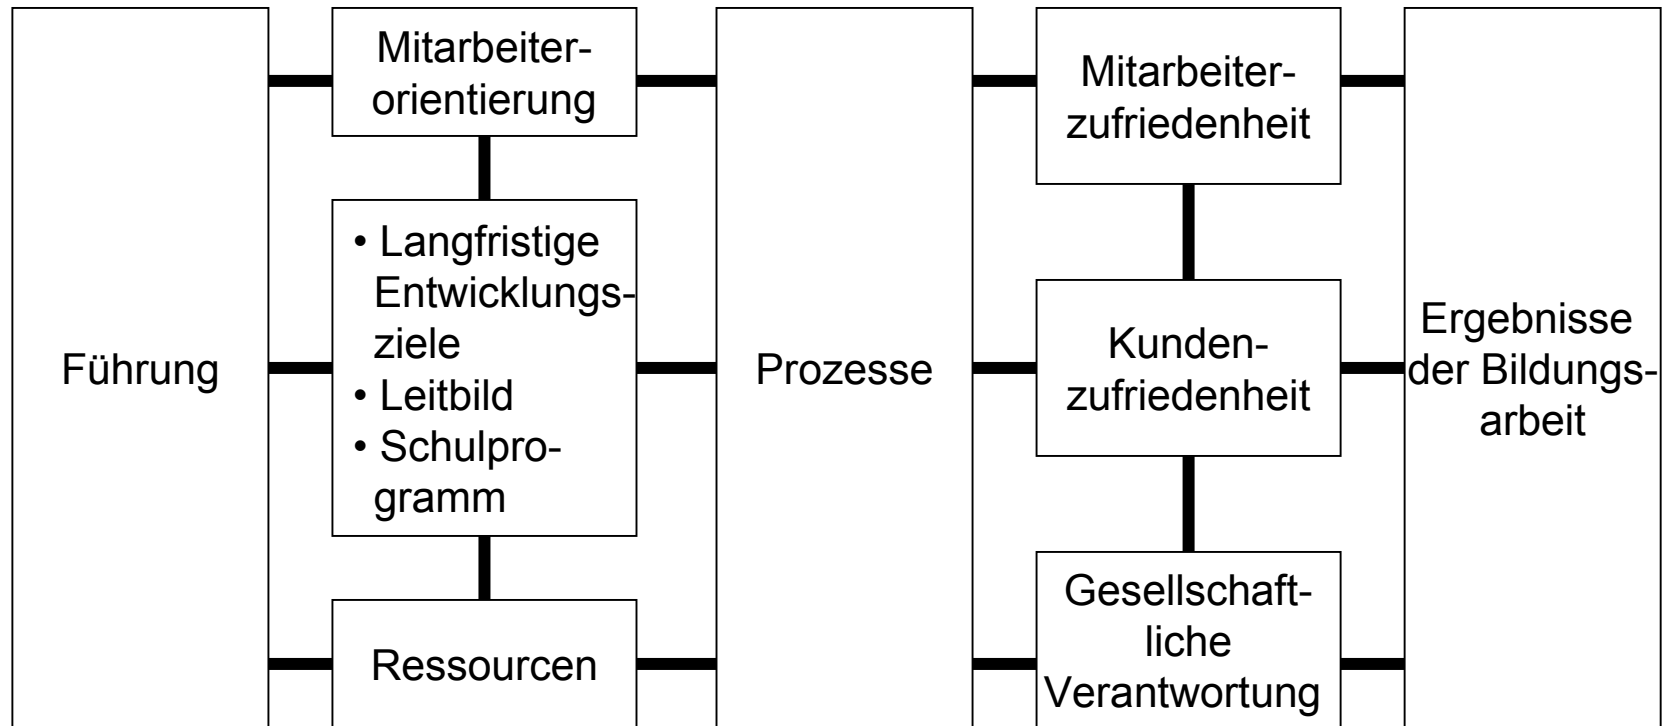 Führung
Mitarbeiter-
orientierung
• Langfristige
Entwicklungs-
ziele
• Leitbild
• Schulpro-
gramm
Ressourcen
Prozesse
Mitarbeiter-
zufriedenheit
Kunden-
zufriedenheit
Gesellschaft-
liche
Verantwortung
Ergebnisse
der Bildungs-
arbeit